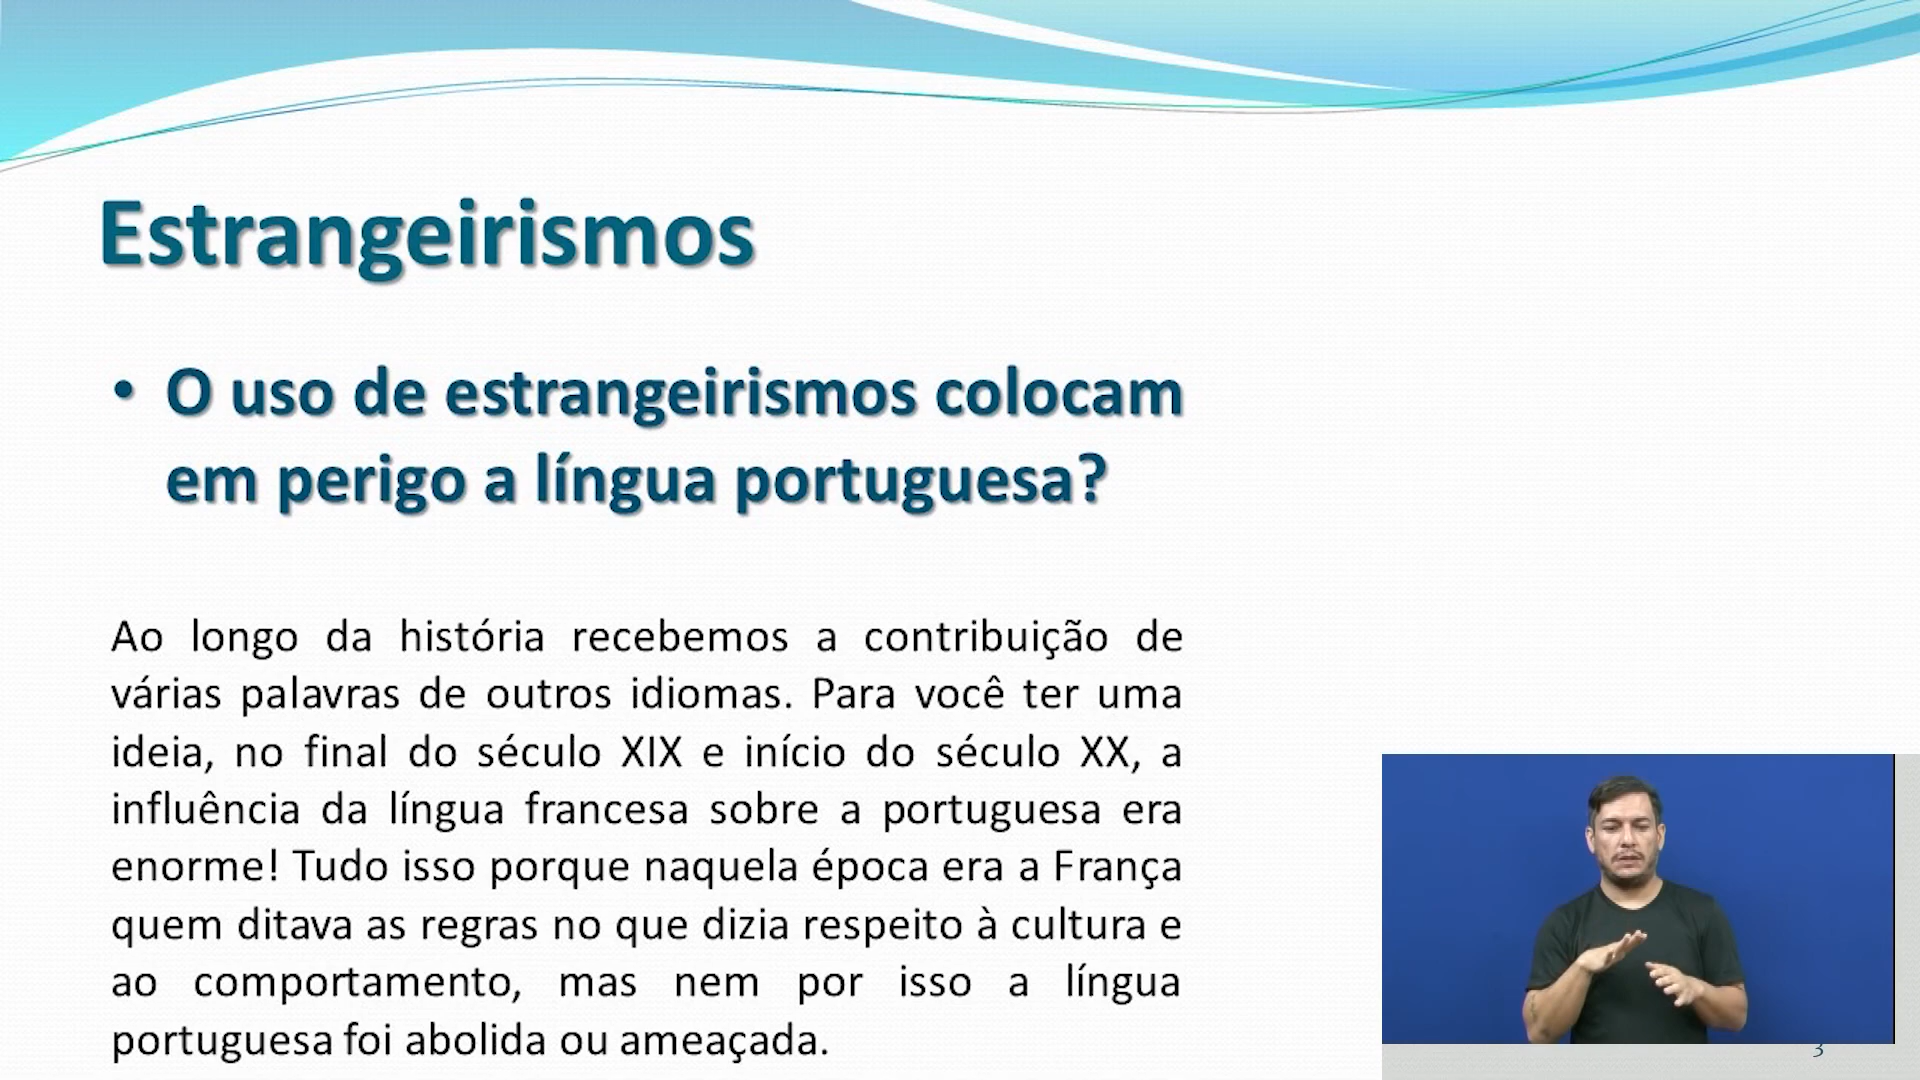 Estrangeirismos
• O uso de estrangeirismos colocam
em perigo a língua portuguesa?
Ao longo da história recebemos a contribuição de
várias palavras de outros idiomas. Para você ter uma
ideia, no final do século XIX e início do século XX, a
influência da língua francesa sobre a portuguesa era
enorme! Tudo isso porque naquela época era a França
quem ditava as regras no que dizia respeito à cultura e
ao comportamento, mas nem por isso a língua
portuguesa foi abolida ou ameaçada.
3